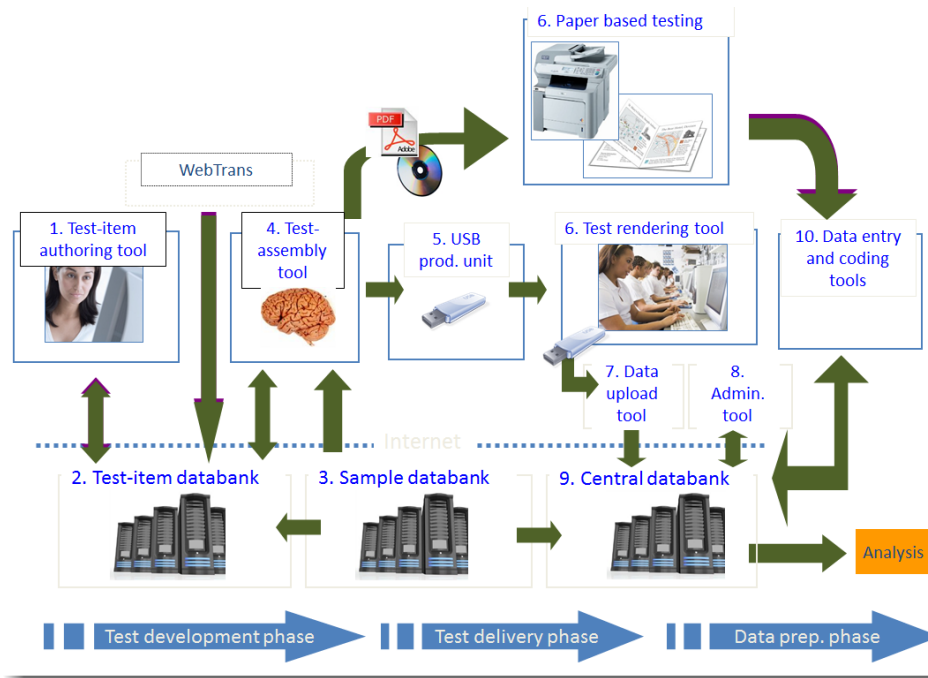 6. Paper based testing
PDF
Adobe
WebTrans
1. Test-item
authoring tool
4. Test-
assembly
tool
5. USB
prod. unit
6. Test rendering tool
10. Data entry
and coding
tools
7. Data
upload
tool
8.
Admin.
tool
Internet
2. Test-item databank
3. Sample databank
9. Central databank
Analysis
Test development phase
Test delivery phase
Data prep. phase